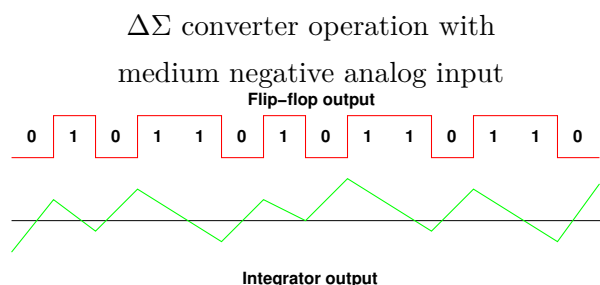 ΔΣ converter operation with
medium negative analog input
Flip−flop output
0 1 0 1 1 0 1 0 1 1 0 1 1 0
Integrator output